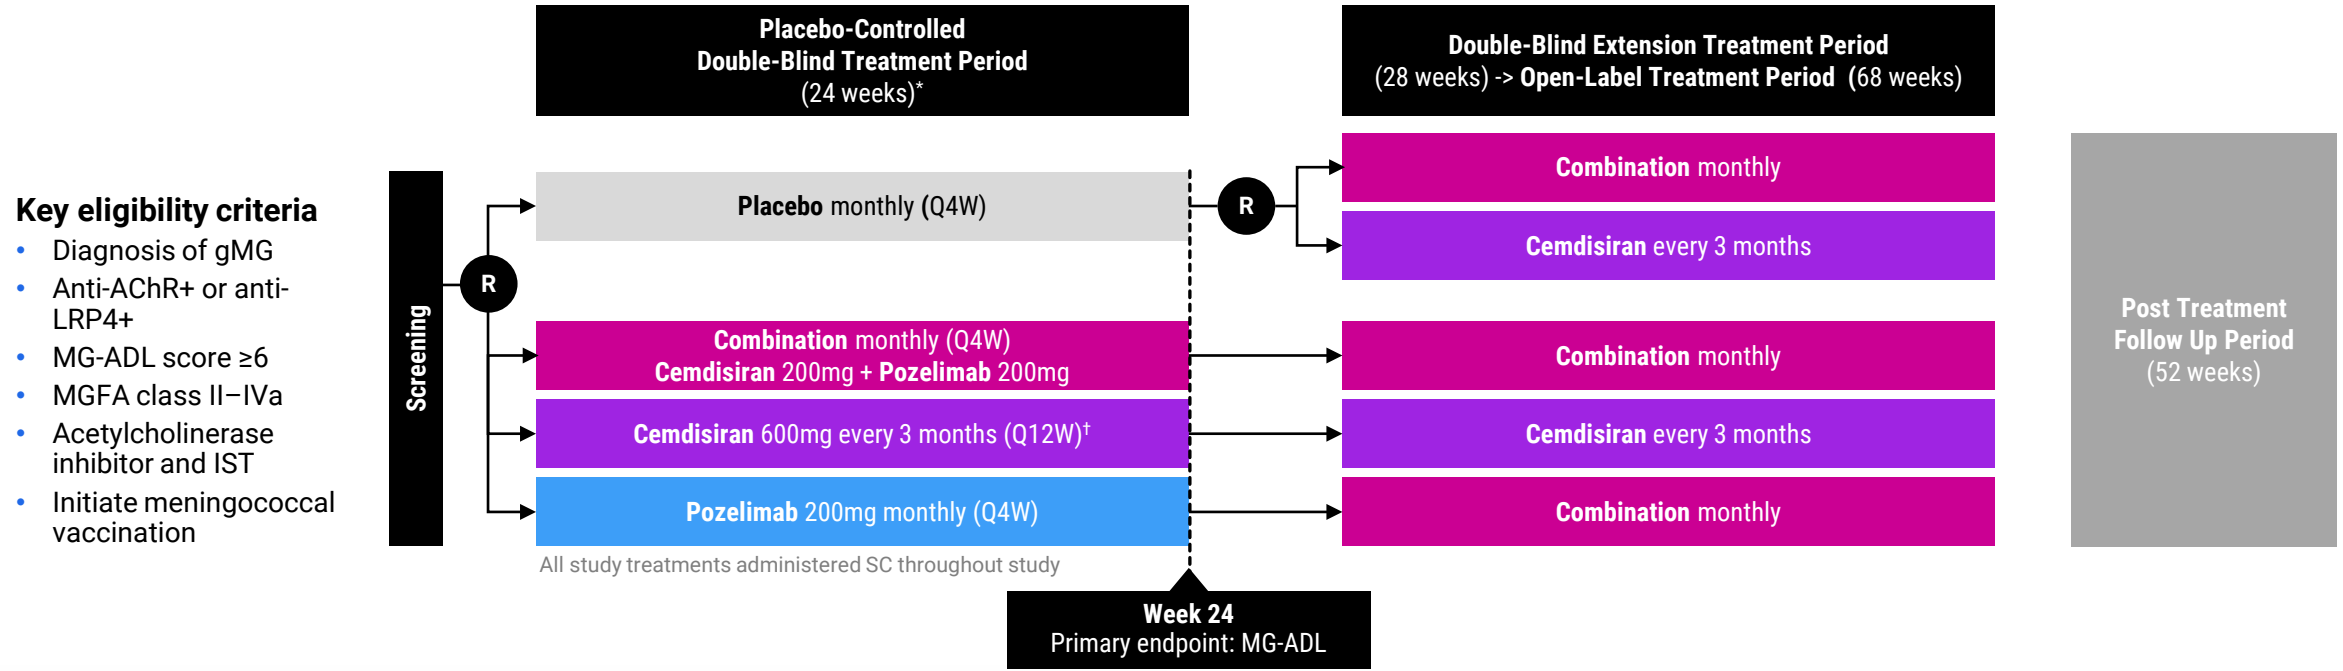 Placebo-Controlled
Double-Blind Treatment Period
(24 weeks)*
Double-Blind Extension Treatment Period
(28 weeks) -> Open-Label Treatment Period (68 weeks)
Key eligibility criteria
• Diagnosis of gMG
• Anti-AChR+ or anti-
LRP4+
• MG-ADL score ≥6
• MGFA class II–IVa
• Acetylcholinerase
inhibitor and IST
• Initiate meningococcal
vaccination
Screening
R
Placebo monthly (Q4W)
Combination monthly (Q4W)
Cemdisiran 200mg + Pozelimab 200mg
Cemdisiran 600mg every 3 months (Q12W)†
Pozelimab 200mg monthly (Q4W)
All study treatments administered SC throughout study
R
Combination monthly
Cemdisiran every 3 months
Combination monthly
Cemdisiran every 3 months
Combination monthly
Post Treatment
Follow Up Period
(52 weeks)
Week 24
Primary endpoint: MG-ADL